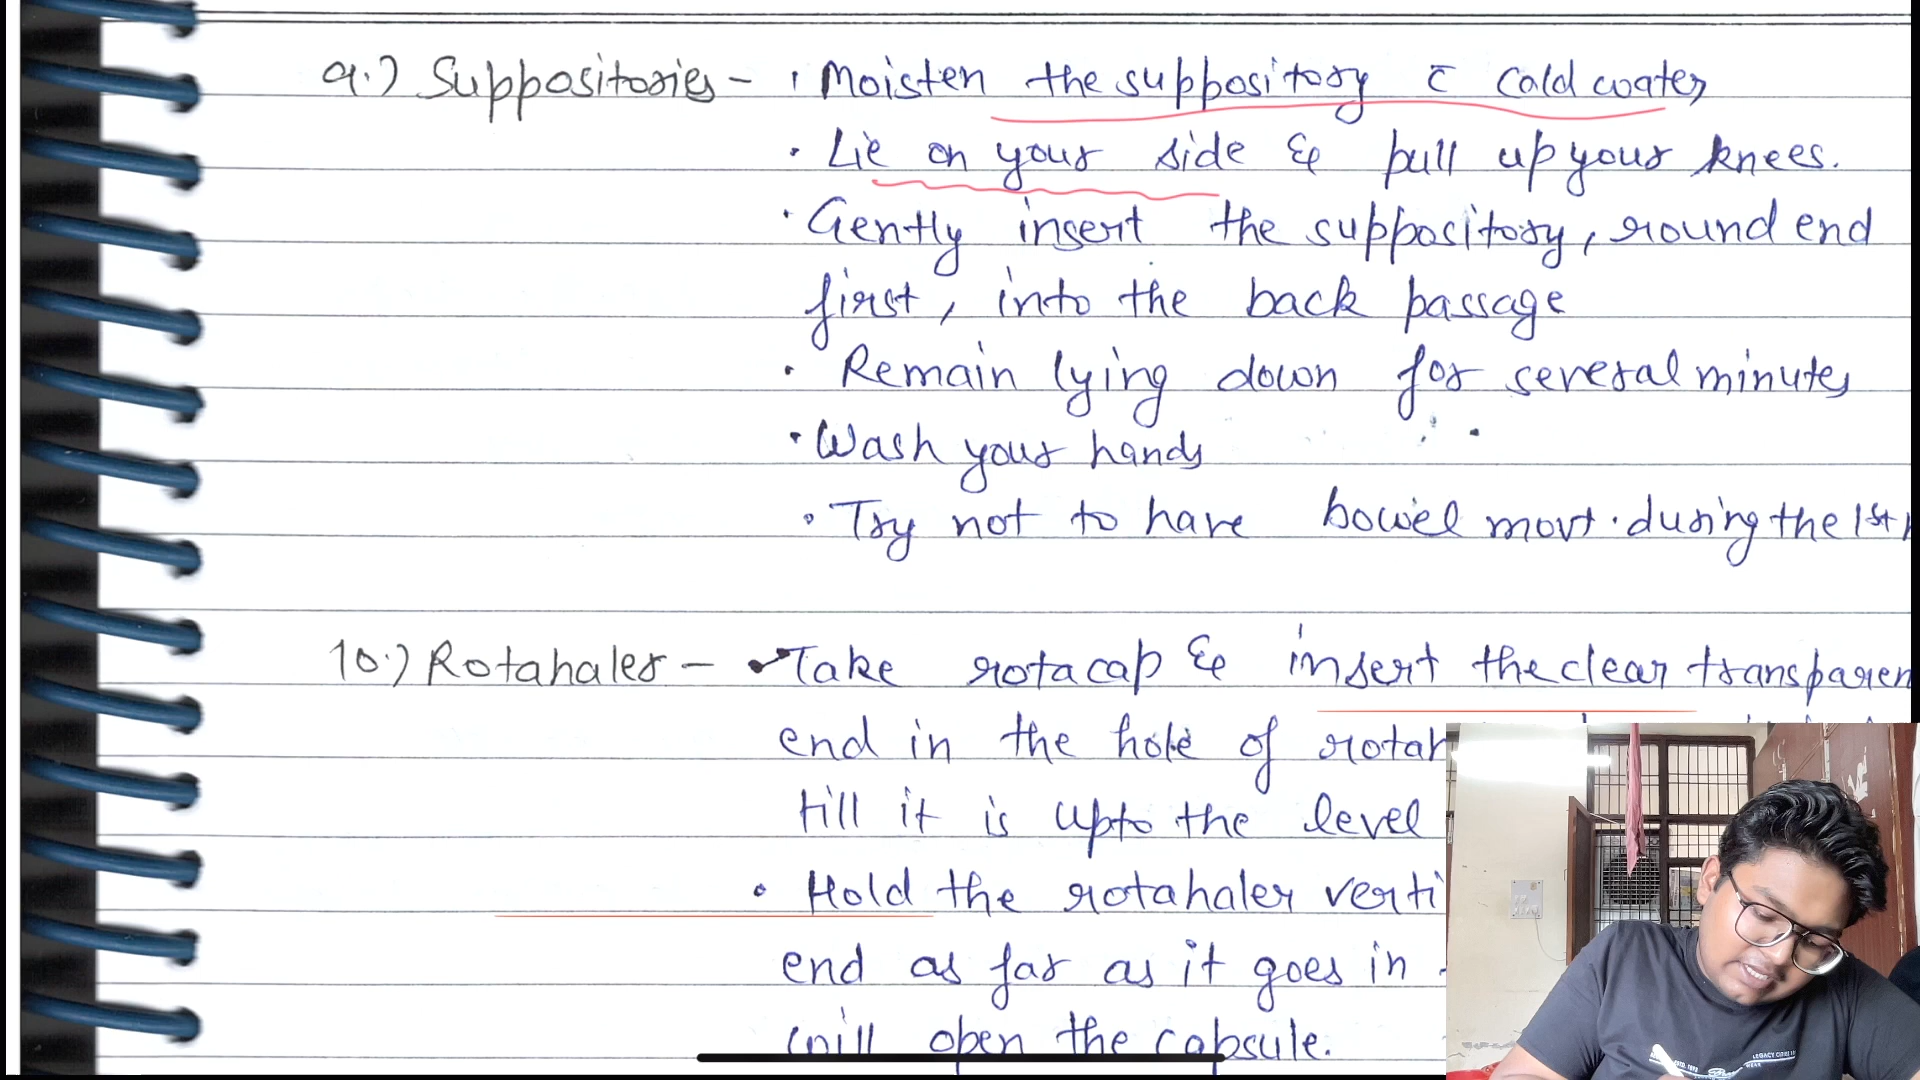 9.) Suppositories - • Moisten the suppository c̄ cold water
• Lie on your side & pull up your knees.
• Gently insert the suppository, round end
first, into the back passage
• Remain lying down for several minutes
• Wash your hands
• Try not to have bowel movt. during the 1st
10.) Rotahaler - Take rotacap & insert the clear transparen
end in the hole of rotah
till it is upto the level
• Hold the rotahaler verti
end as far as it goes in
will open the capsule.